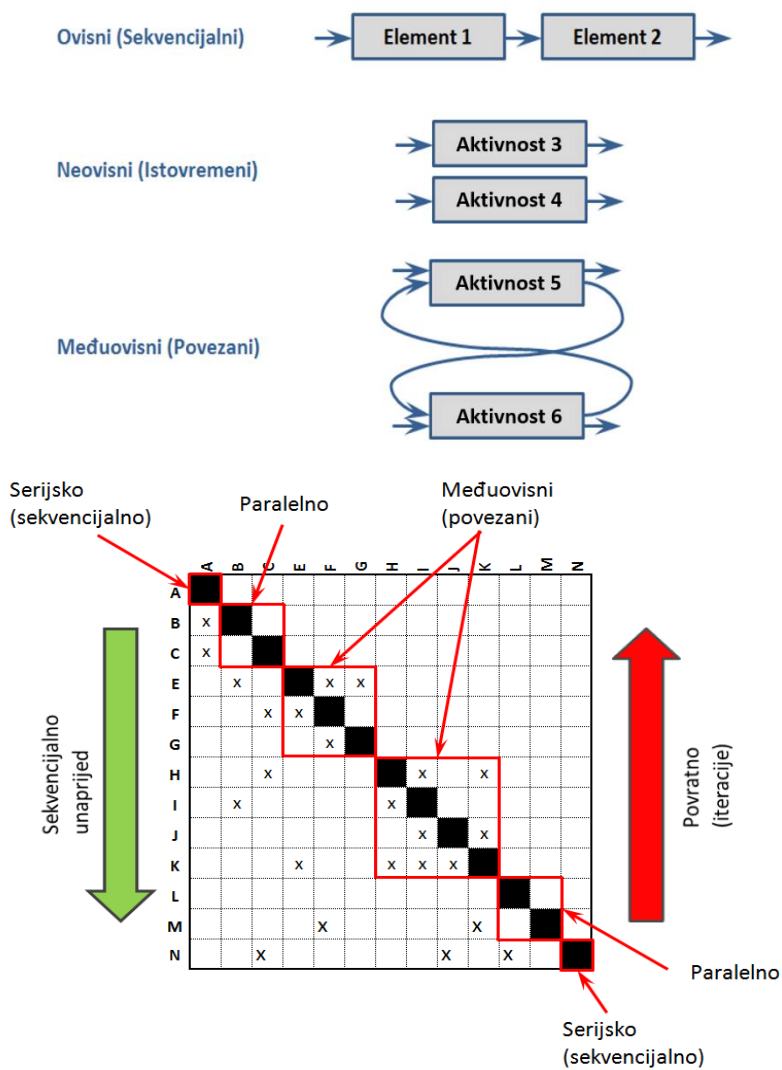 Ovisni (Sekvencijalni)
Element 1
Element 2
Neovisni (Istovremeni)
Aktivnost 3
Aktivnost 4
Međuovisni (Povezani)
Aktivnost 5
Aktivnost 6
Serijsko
(sekvencijalno)
Paralelno
Međuovisni
(povezani)
A B C E F G H I J K L M N
A
B x
C x
E x x x
F x x
G x
H x x x
I x x
J x x
K x x x x
L
M x x
N x x x
Sekvencijalno
unaprijed
Povratno
(iteracije)
Paralelno
Serijsko
(sekvencijalno)